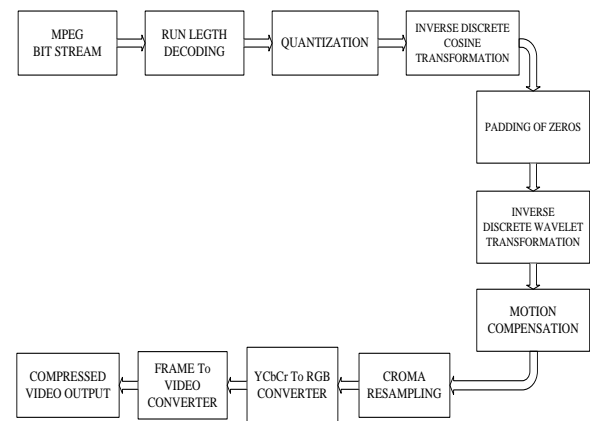 MPEG
BIT STREAM
RUN LEGTH
DECODING
QUANTIZATION
INVERSE DISCRETE
COSINE
TRANSFORMATION
PADDING OF ZEROS
INVERSE
DISCRETE WAVELET
TRANSFORMATION
MOTION
COMPENSATION
CROMA
RESAMPLING
YCbCr To RGB
CONVERTER
FRAME To
VIDEO
CONVERTER
COMPRESSED
VIDEO OUTPUT